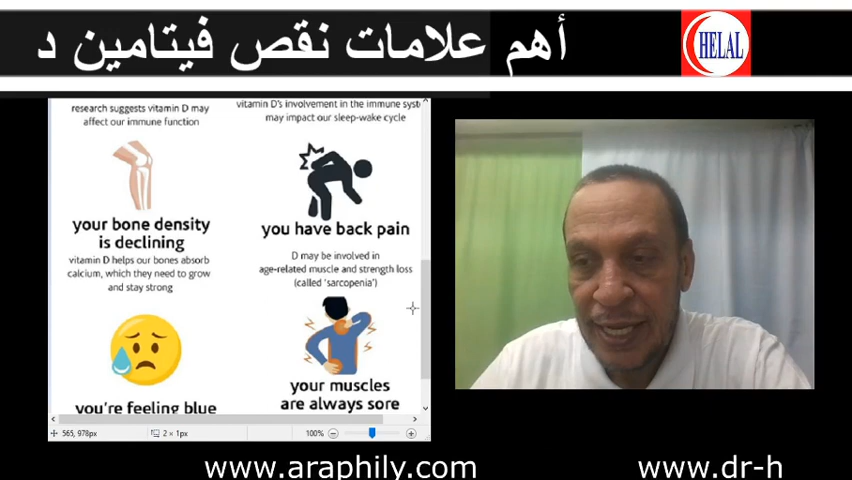 أهم علامات نقص فيتامين د
HELAL
research suggests vitamin D may
affect our immune function
vitamin D's involvement in the immune syst
may impact our sleep-wake cycle
your bone density
is declining
vitamin D helps our bones absorb
calcium, which they need to grow
and stay strong
you have back pain
D may be involved in
age-related muscle and strength loss
(called 'sarcopenia')
you're feeling blue
your muscles
are always sore
565, 978px
2 × 1px
100%
www.araphily.com
www.dr-h